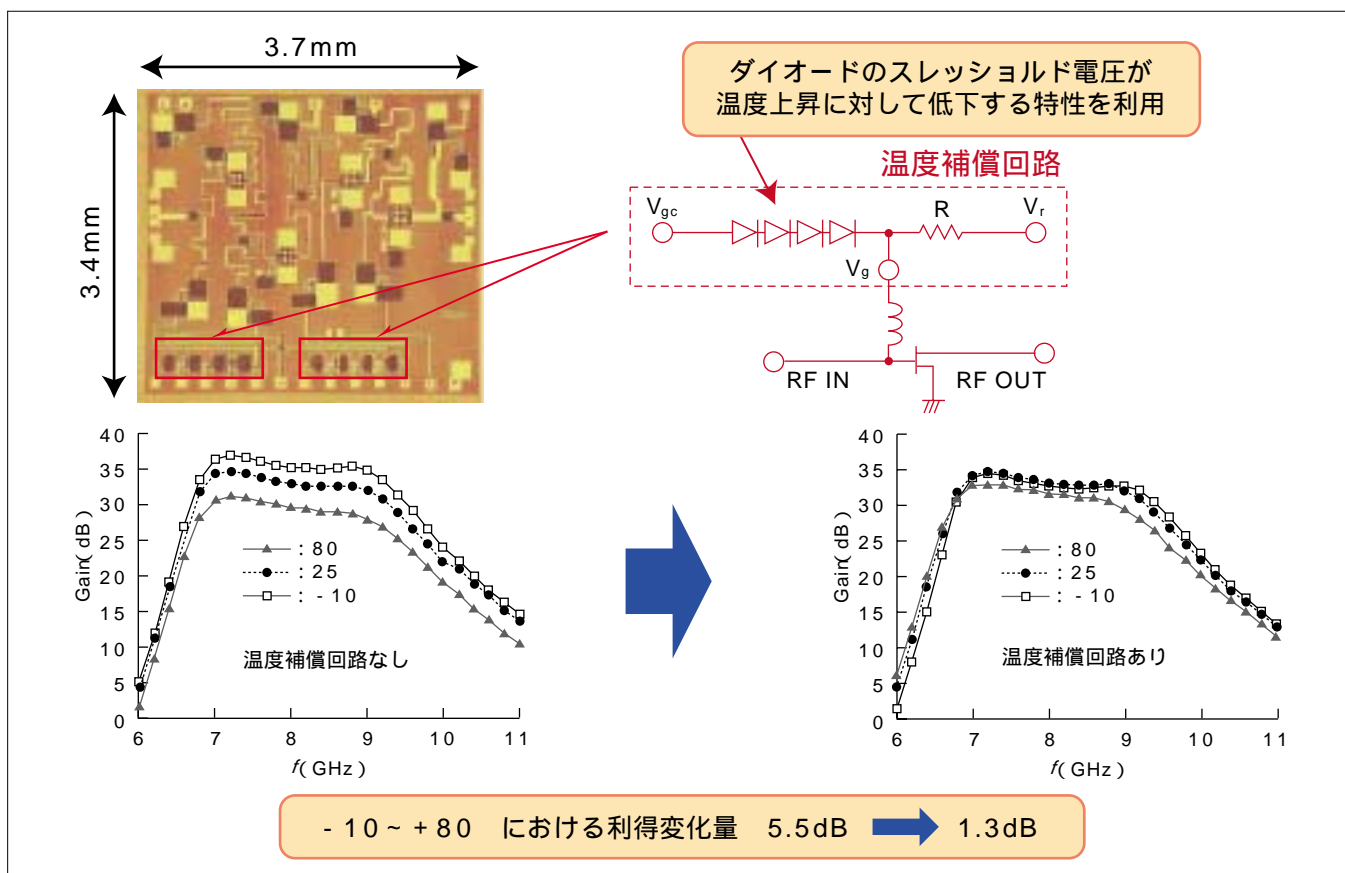 3.7mm
3.4mm
ダイオードのスレッショルド電圧が
温度上昇に対して低下する特性を利用
温度補償回路
Vgc
R
Vr
Vg
RF IN
RF OUT
40
35
30
25
20
15
10
5
0
Gain( dB )
: 80
: 25
: -10
温度補償回路なし
6 7 8 9 10 11
f( GHz )
40
35
30
25
20
15
10
5
0
Gain( dB )
: 80
: 25
: -10
温度補償回路あり
6 7 8 9 10 11
f( GHz )
-10~+80 における利得変化量 5.5dB 1.3dB